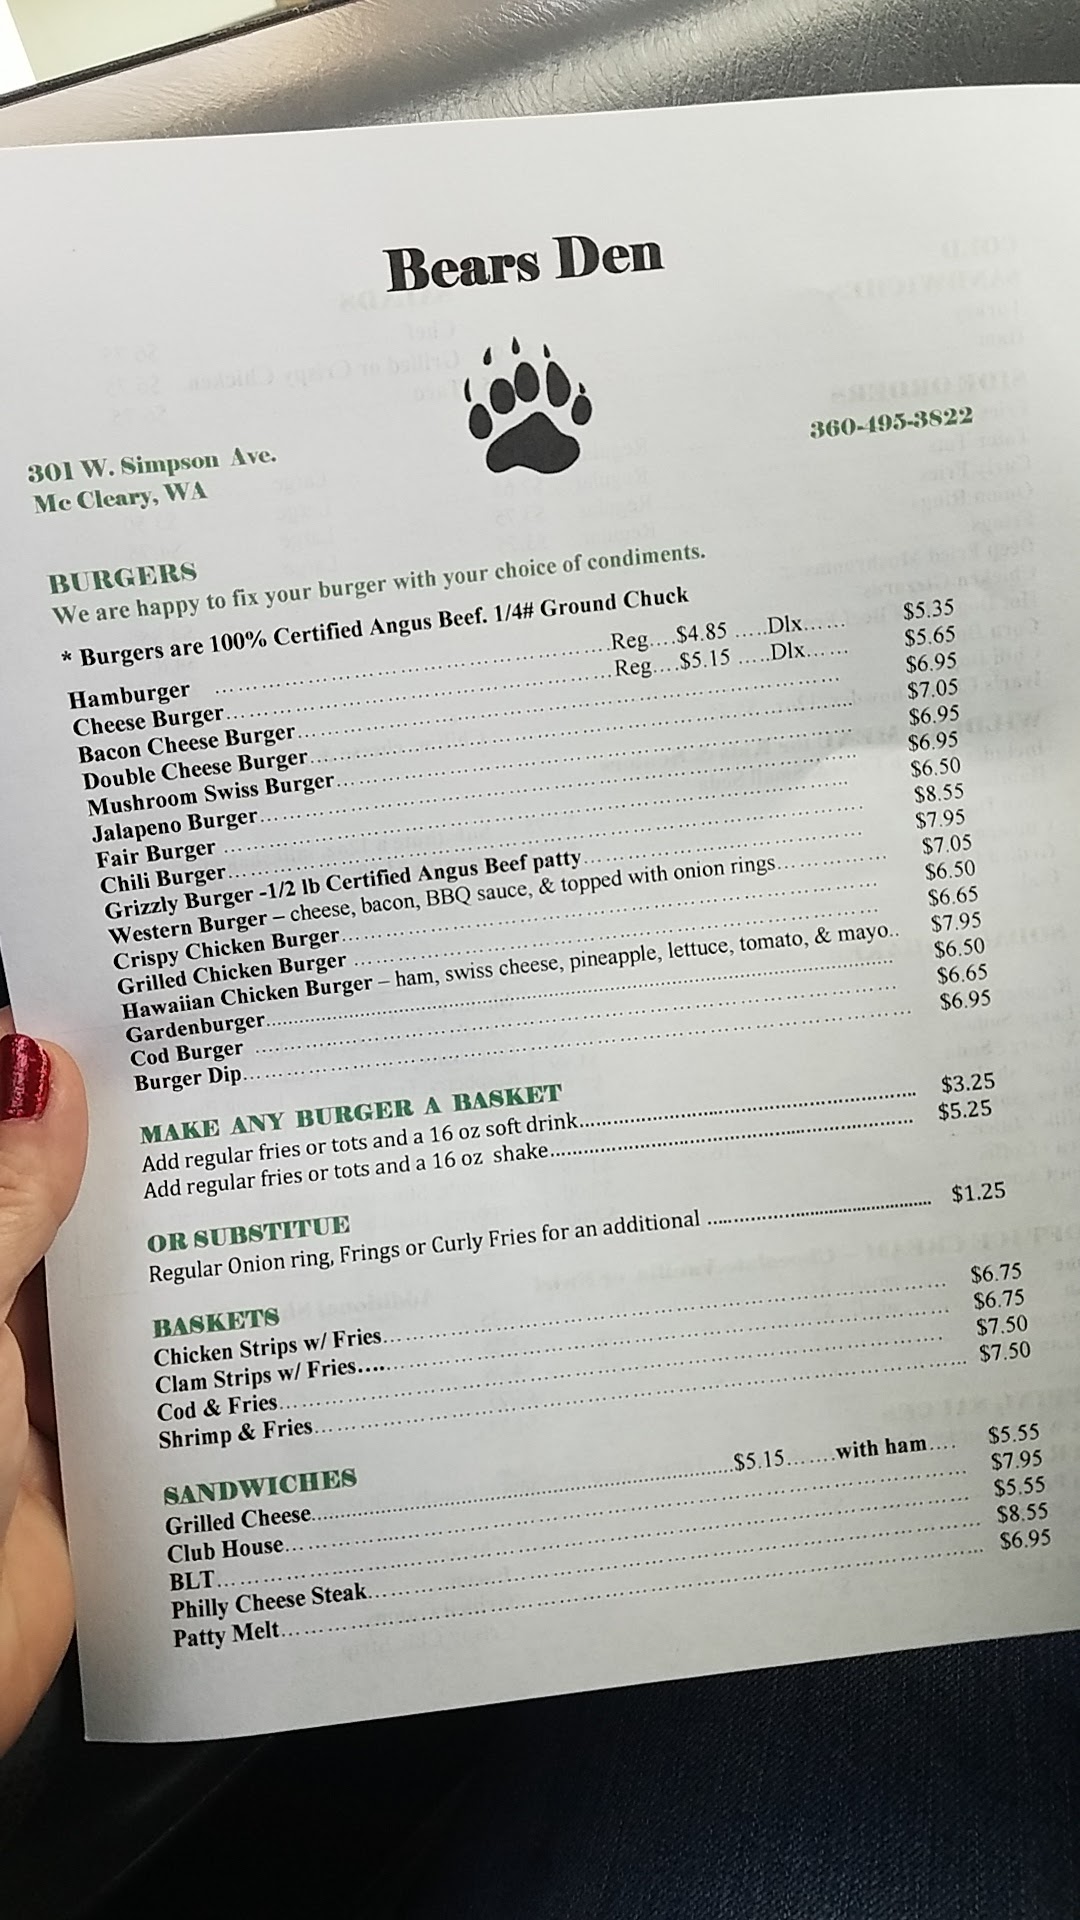 Bears Den
301 W. Simpson Ave.
Mc Cleary, WA
360-495-3822
BURGERS
We are happy to fix your burger with your choice of condiments.
* Burgers are 100% Certified Angus Beef. 1/4# Ground Chuck
Hamburger ........................Reg....$4.85 .....Dlx...... $5.35
Cheese Burger........................Reg....$5.15 .....Dlx...... $5.65
Bacon Cheese Burger........................ $6.95
Double Cheese Burger........................ $7.05
Mushroom Swiss Burger........................ $6.95
Jalapeno Burger........................ $6.95
Fair Burger ........................ $6.50
Chili Burger........................ $8.55
Grizzly Burger -1/2 lb Certified Angus Beef patty........................ $7.95
Western Burger – cheese, bacon, BBQ sauce, & topped with onion rings............... $7.05
Crispy Chicken Burger........................ $6.50
Grilled Chicken Burger ........................ $6.65
Hawaiian Chicken Burger – ham, swiss cheese, pineapple, lettuce, tomato, & mayo.. $7.95
Gardenburger........................ $6.50
Cod Burger ........................ $6.65
Burger Dip........................ $6.95
MAKE ANY BURGER A BASKET
Add regular fries or tots and a 16 oz soft drink........................ $3.25
Add regular fries or tots and a 16 oz shake........................ $5.25
OR SUBSTITUE
Regular Onion ring, Frings or Curly Fries for an additional ........................ $1.25
BASKETS
Chicken Strips w/ Fries........................ $6.75
Clam Strips w/ Fries........................ $6.75
Cod & Fries........................ $7.50
Shrimp & Fries........................ $7.50
SANDWICHES
Grilled Cheese........................$5.15.......with ham.... $5.55
Club House........................ $7.95
BLT........................ $5.55
Philly Cheese Steak........................ $8.55
Patty Melt........................ $6.95